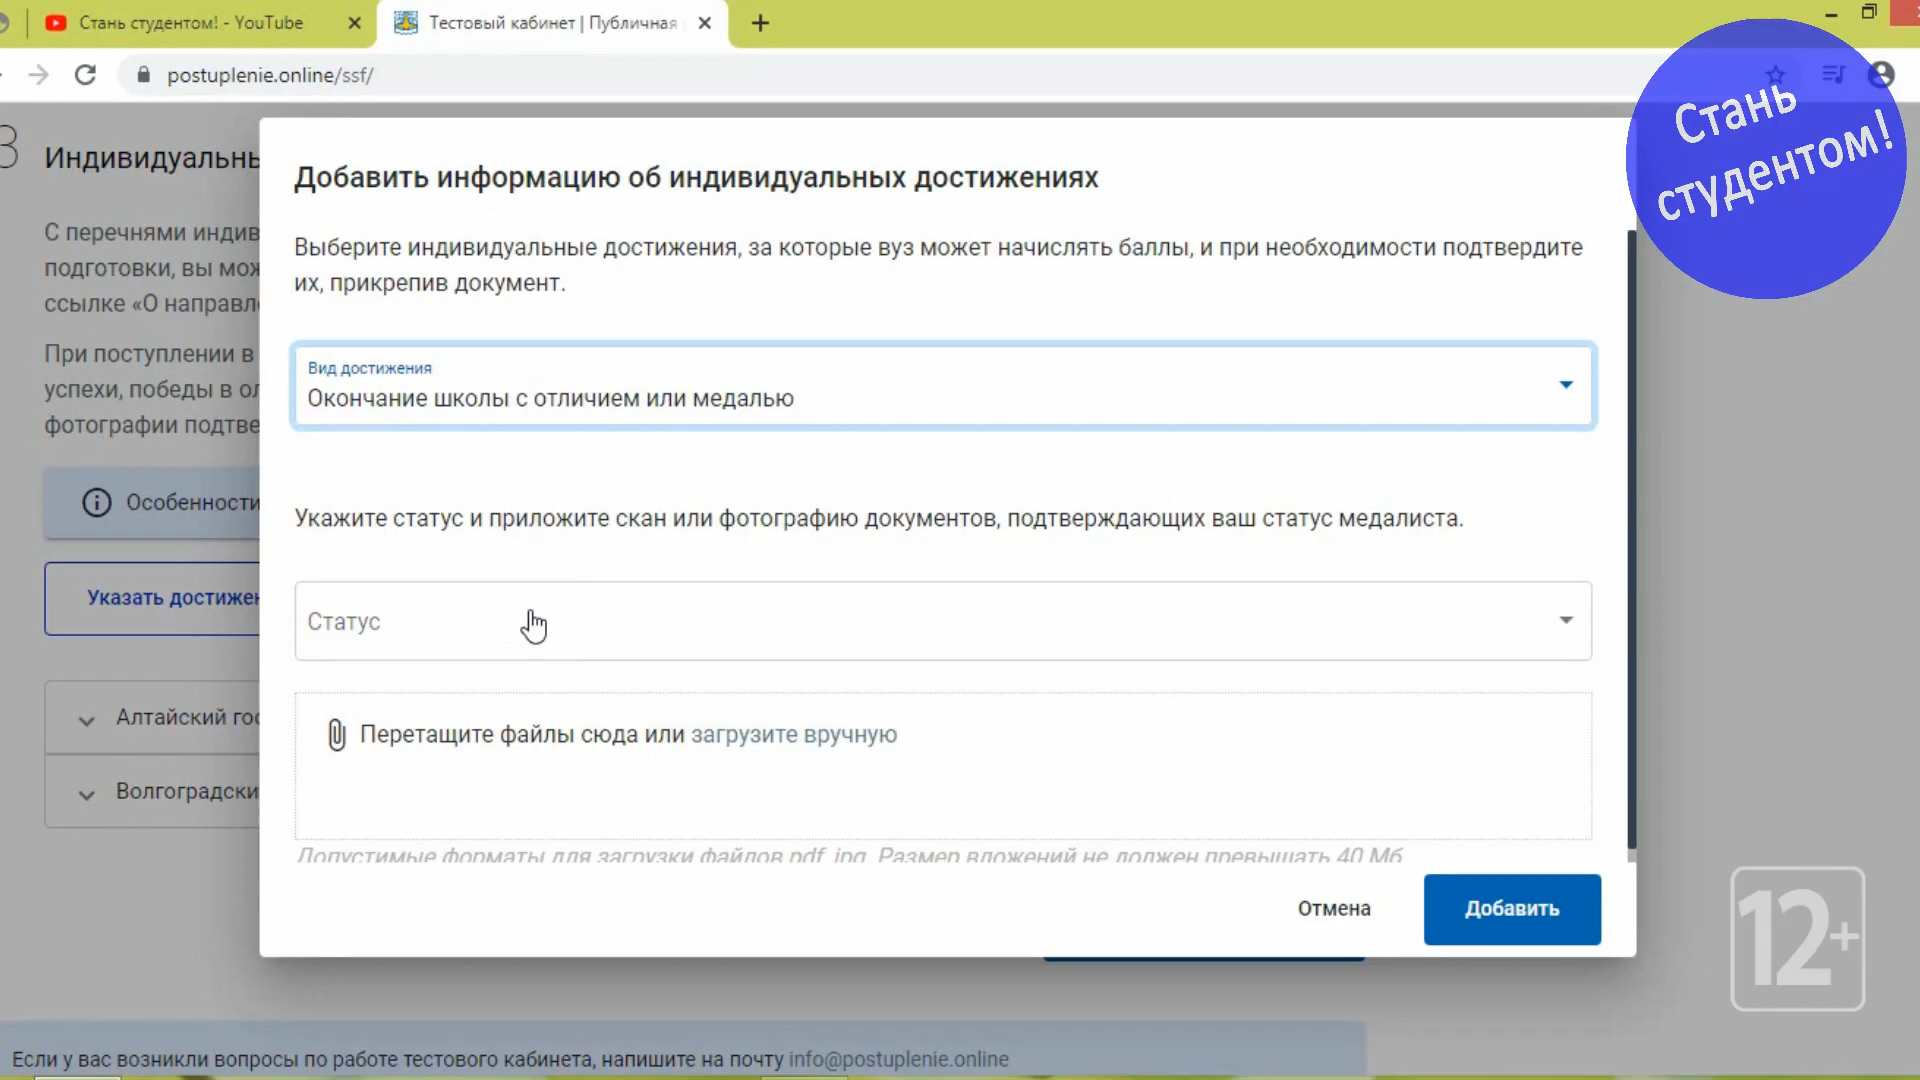 Стань студентом! - YouTube
Тестовый кабинет | Публичная
postuplenie.online/ssf/
Стань
студентом!
3
Индивидуальны
С перечнями индив
подготовки, вы мож
ссылке «О направл
При поступлении в
успехи, победы в ол
фотографии подтве
Особенности
Указать достижен
Алтайский гос
Волгоградски
Добавить информацию об индивидуальных достижениях
Выберите индивидуальные достижения, за которые вуз может начислять баллы, и при необходимости подтвердите
их, прикрепив документ.
Вид достижения
Окончание школы с отличием или медалью
Укажите статус и приложите скан или фотографию документов, подтверждающих ваш статус медалиста.
Статус
Перетащите файлы сюда или загрузите вручную
Допустимые форматы для загрузки файлов pdf, jpg. Размер вложений не должен превышать 40 Мб
Отмена
Добавить
12+
Если у вас возникли вопросы по работе тестового кабинета, напишите на почту info@postuplenie.online